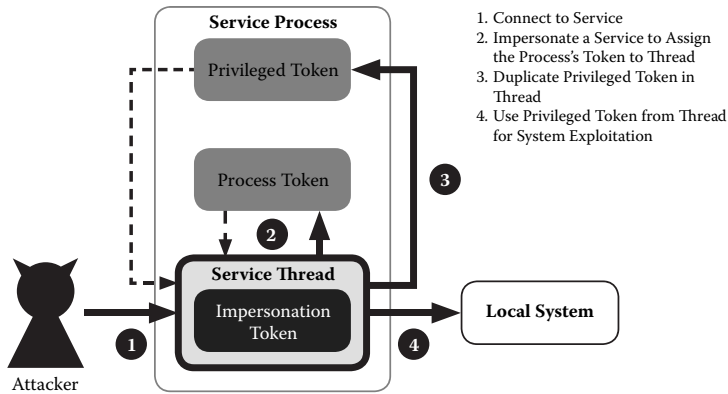 Service Process
Privileged Token
Process Token
Service Thread
Impersonation
Token
Local System
Attacker
1
2
3
4
1. Connect to Service
2. Impersonate a Service to Assign
the Process’s Token to Thread
3. Duplicate Privileged Token in
Thread
4. Use Privileged Token from Thread
for System Exploitation